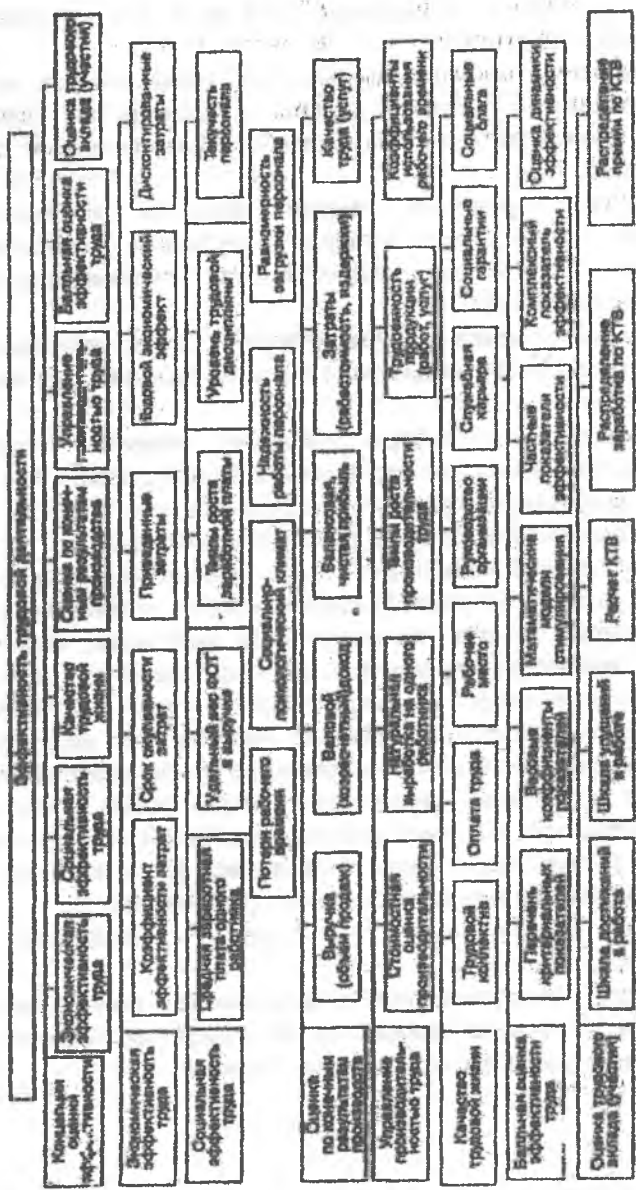 Эффективность трудовой деятельности
Концепция
оценки
эффективности
Экономическая
эффективность
труда
Социальная
эффективность
труда
Качество
трудовой
жизни
Оценка по конеч-
ным результатам
производства
Управление
производитель-
ностью труда
Балльная оценка
эффективности
труда
Оценка трудового
вклада (участия)
Экономическая
эффективность
труда
Коэффициент
эффективности затрат
Срок окупаемости
затрат
Приведенные
затраты
Годовой экономический
эффект
Дисконтированные
затраты
Социальная
эффективность
труда
Средняя заработная
плата одного
работника
Удельный вес ФОТ
в выручке
Темпы роста
заработной платы
Уровень трудовой
дисциплины
Текучесть
персонала
Потери рабочего
времени
Социально-
психологический климат
Надежность
работы персонала
Равномерность
загрузки персонала
Оценка
по конечным
результатам
производств
Выручка
(объем продаж)
Валовой
(хозрасчетный доход)
Балансовая,
чистая прибыль
Затраты
(себестоимость, издержки)
Качество
труда (услуг)
Управление
производитель-
ностью труда
Стоимостная
оценка
производительности
Натуральная
выработка на одного
работника
Темпы роста
производительности
труда
Трудоемкость
продукции
(работ, услуг)
Коэффициенты
использования
рабочего времени
Качество
трудовой жизни
Трудовой
коллектив
Оплата труда
Рабочее
место
Руководство
организации
Служебная
карьера
Социальные
гарантии
Социальные
блага
Балльная оценка
эффективности
труда
Перечень
критериальных
показателей
Весовые
коэффициенты
показателей
Математические
модели
стимулирования
Частные
показатели
эффективности
Комплексный
показатель
эффективности
Оценка динамики
эффективности
Оценка трудового
вклада (участия)
Шкала достижений
в работе
Шкала упущений
в работе
Расчет КТВ
Распределение
заработка по КТВ
Распределение
премии по КТВ